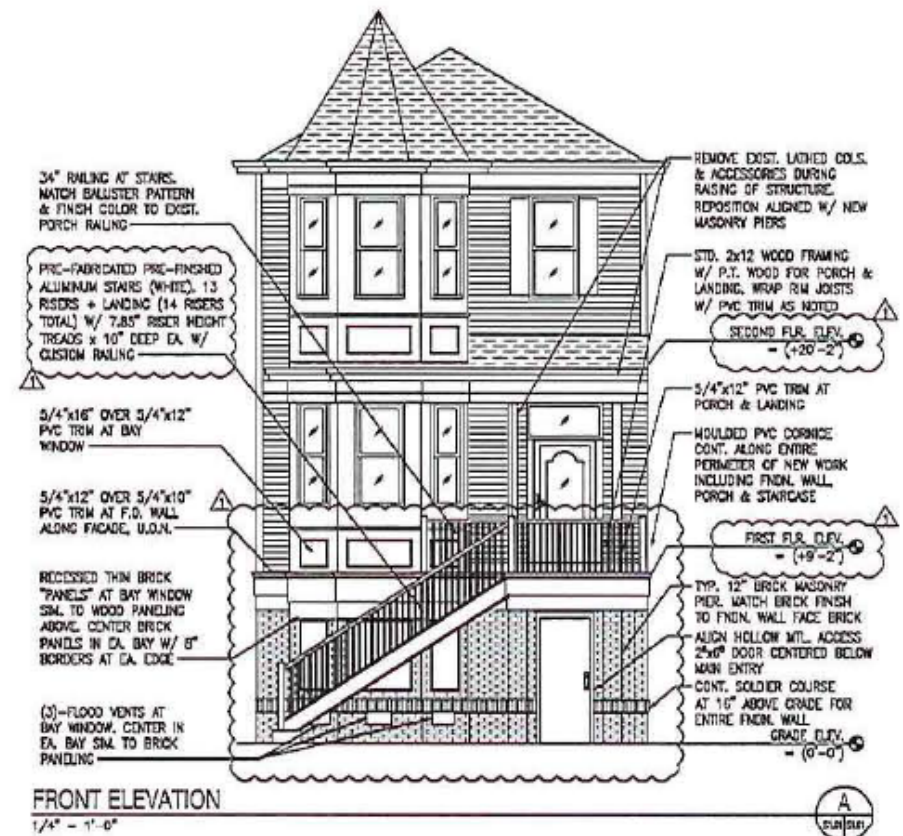 34" RAILING AT STAIRS.
MATCH BALUSTER PATTERN
& FINISH COLOR TO EXIST.
PORCH RAILING
PRE-FABRICATED PRE-FINISHED
ALUMINUM STAIRS (WHITE). 13
RISERS + LANDING (14 RISERS
TOTAL) W/ 7.85" RISER HEIGHT
TREADS x 10" DEEP EA. W/
CUSTOM RAILING
1
5/4"x16" OVER 5/4"x12"
PVC TRIM AT BAY
WINDOW
5/4"x12" OVER 5/4"x10"
PVC TRIM AT F.D. WALL
ALONG FACADE, U.O.N.
1
RECESSED THIN BRICK
"PANELS" AT BAY WINDOW
SIM. TO WOOD PANELING
ABOVE. CENTER BRICK
PANELS IN EA. BAY W/ 8"
BORDERS AT EA. EDGE
(3)-FLOOD VENTS AT
BAY WINDOW. CENTER IN
EA. BAY SIM. TO BRICK
PANELING
REMOVE EXIST. LATHED COLS.
& ACCESSORIES DURING
RAISING OF STRUCTURE.
REPOSITION ALIGNED W/ NEW
MASONRY PIERS
STD. 2x12 WOOD FRAMING
W/ P.T. WOOD FOR PORCH &
LANDING. WRAP RIM JOISTS
W/ PVC TRIM AS NOTED
1
SECOND FLR. ELEV.
= (+20'-2")
5/4"x12" PVC TRIM AT
PORCH & LANDING
MOULDED PVC CORNICE
CONT. ALONG ENTIRE
PERIMETER OF NEW WORK
INCLUDING FNDN. WALL,
PORCH & STAIRCASE
1
FIRST FLR. ELEV.
= (+9'-2")
TYP. 12" BRICK MASONRY
PIER. MATCH BRICK FINISH
TO FNDN. WALL FACE BRICK
ALIGN HOLLOW MTL. ACCESS
DOOR CENTERED BELOW
MAIN ENTRY
CONT. SOLDIER COURSE
AT 16" ABOVE GRADE FOR
ENTIRE FNDN. WALL
GRADE ELEV.
= (0'-0")
FRONT ELEVATION
1/4" = 1'-0"
A